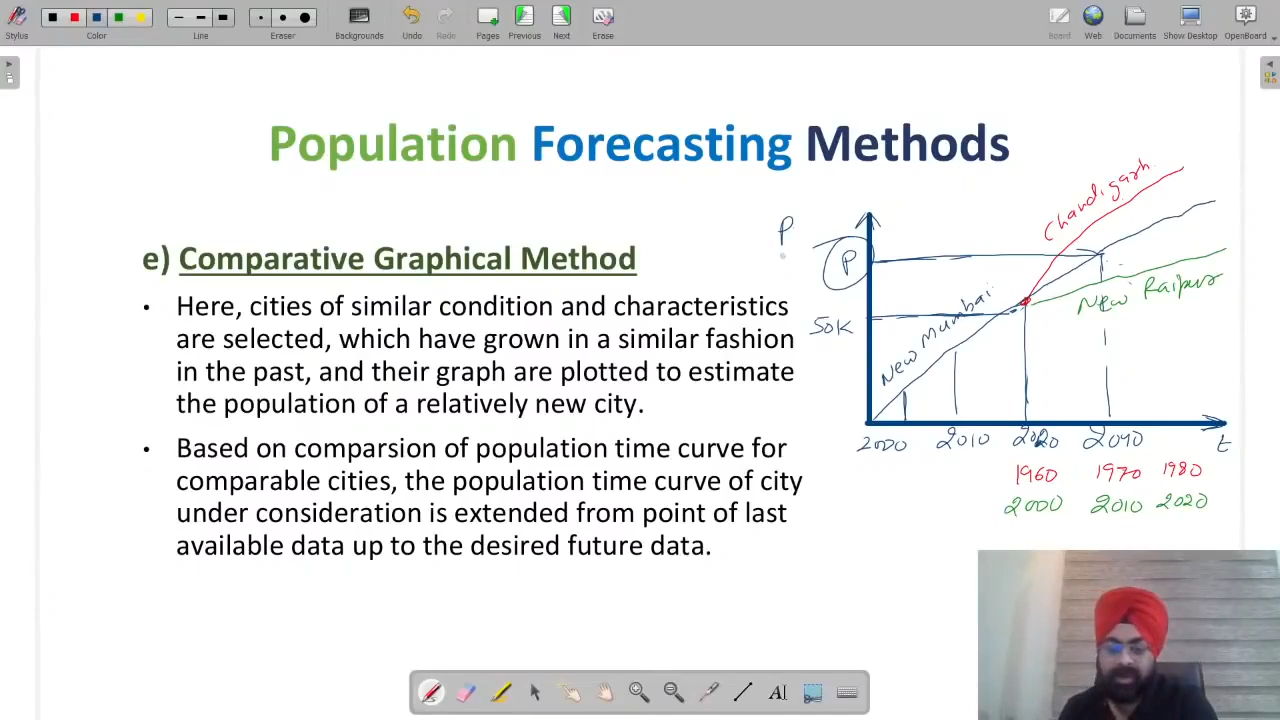 Stylus Color Line Eraser Backgrounds Undo Redo Pages Previous Next Erase Board Web Documents Show Desktop OpenBoard
Population Forecasting Methods
e) Comparative Graphical Method
• Here, cities of similar condition and characteristics
are selected, which have grown in a similar fashion
in the past, and their graph are plotted to estimate
the population of a relatively new city.
• Based on comparsion of population time curve for
comparable cities, the population time curve of city
under consideration is extended from point of last
available data up to the desired future data.
P
Chandigarh
P
New Raipur
50K
New Mumbai
2000 2010 2020 2040 t
1960 1970 1980
2000 2010 2020
AI